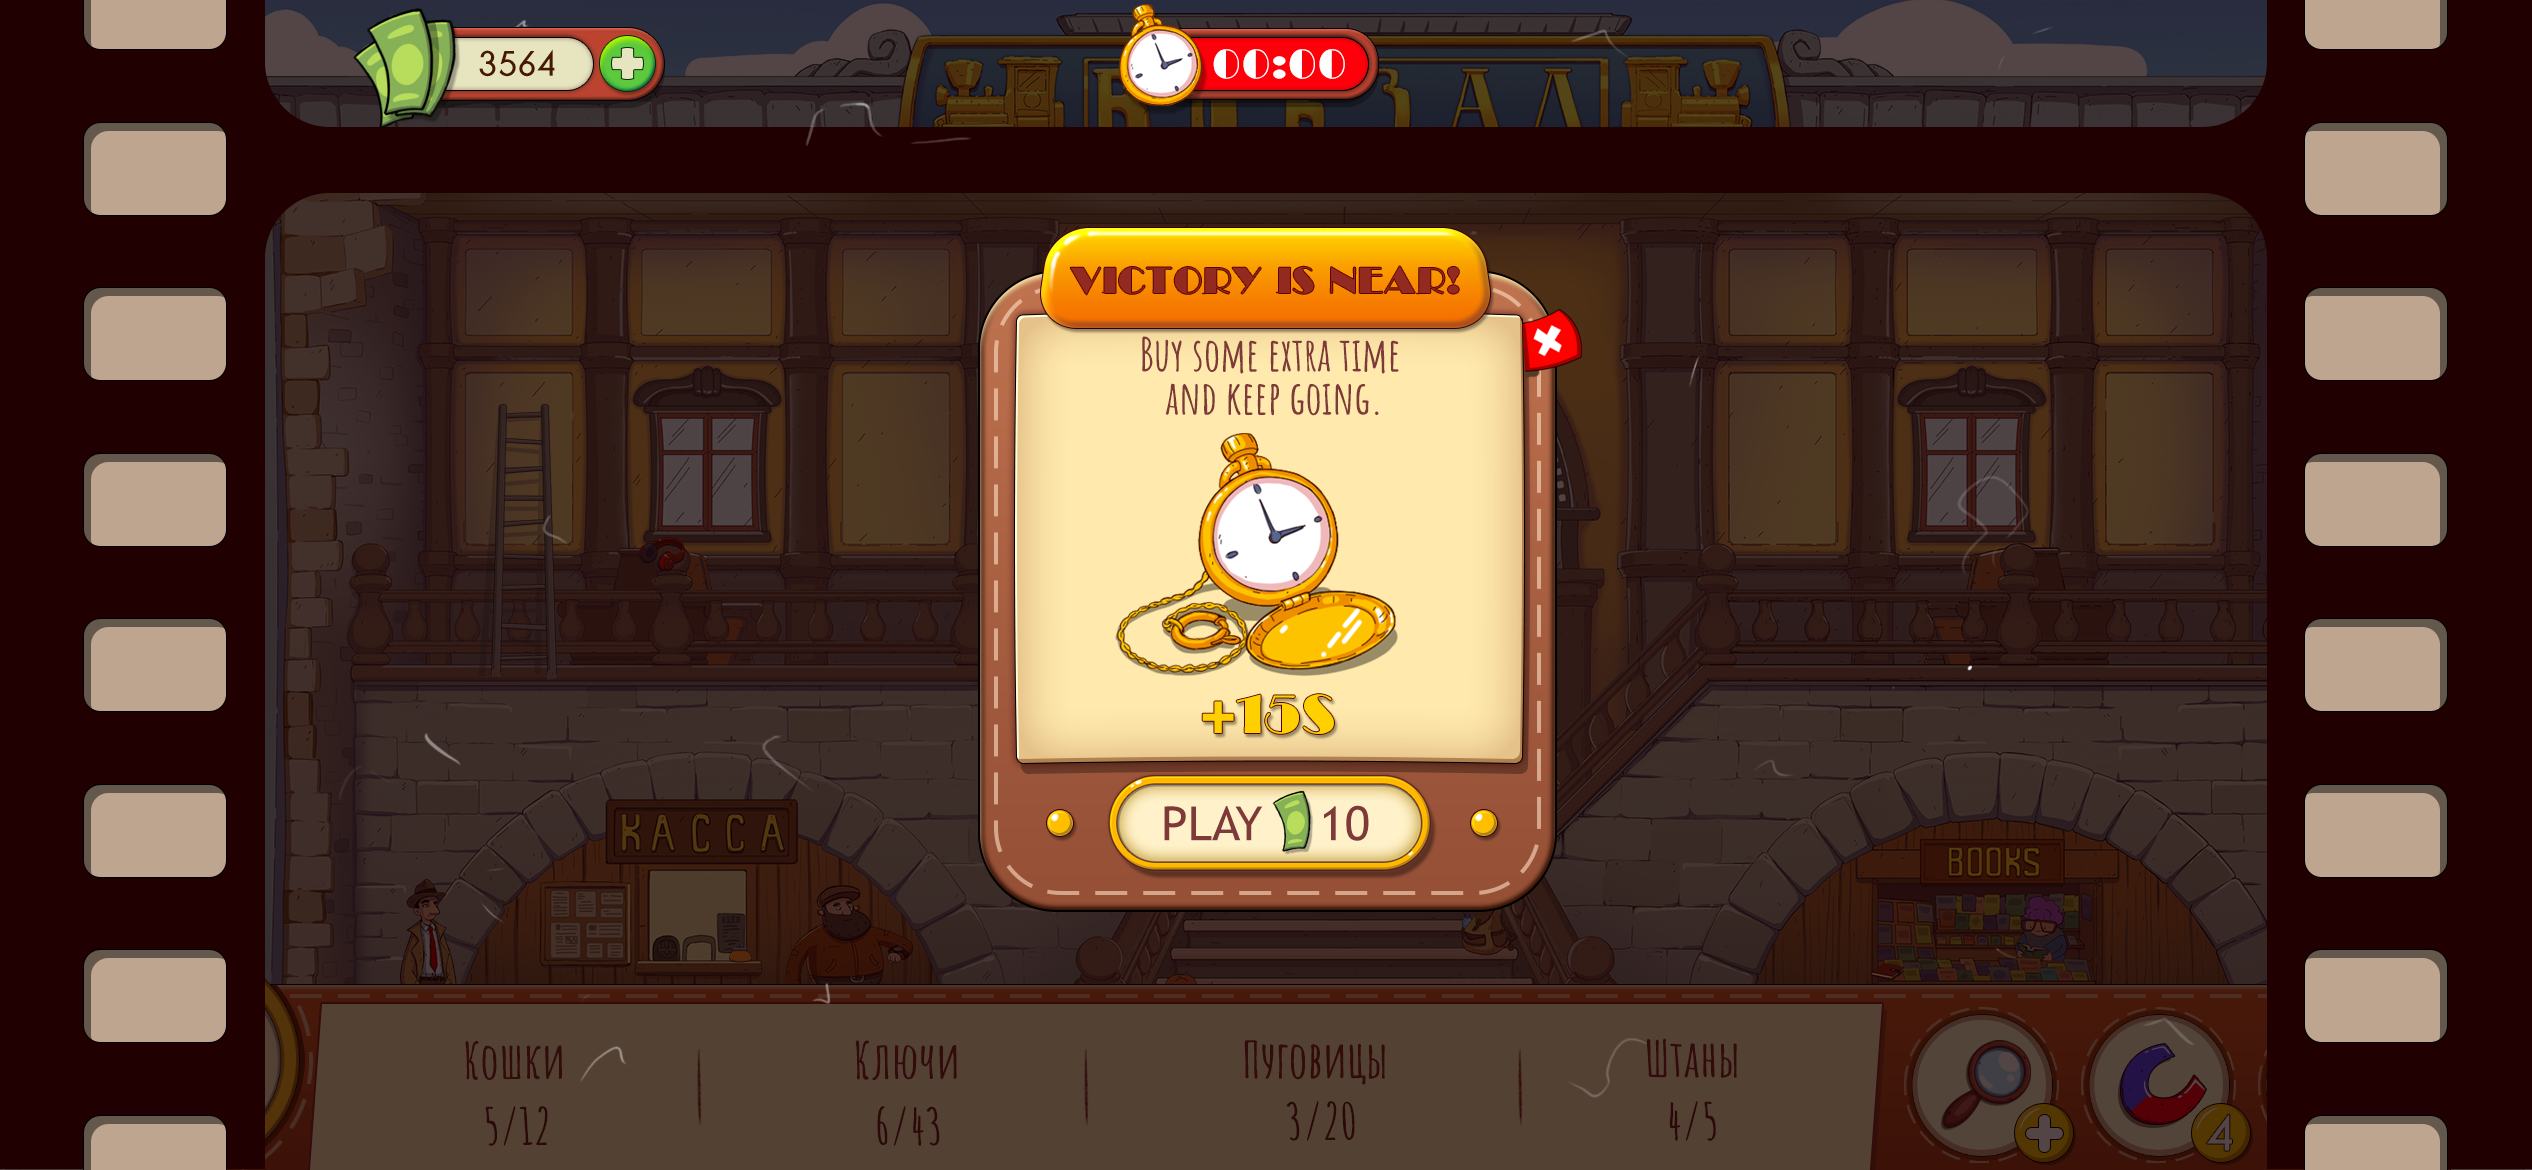 3564
00:00
ВОКЗАЛ
VICTORY IS NEAR!
Buy some extra time
and keep going.
+15S
PLAY 10
КАССА
BOOKS
Кошки
5/12
Ключи
6/43
Пуговицы
3/20
Штаны
4/5
4